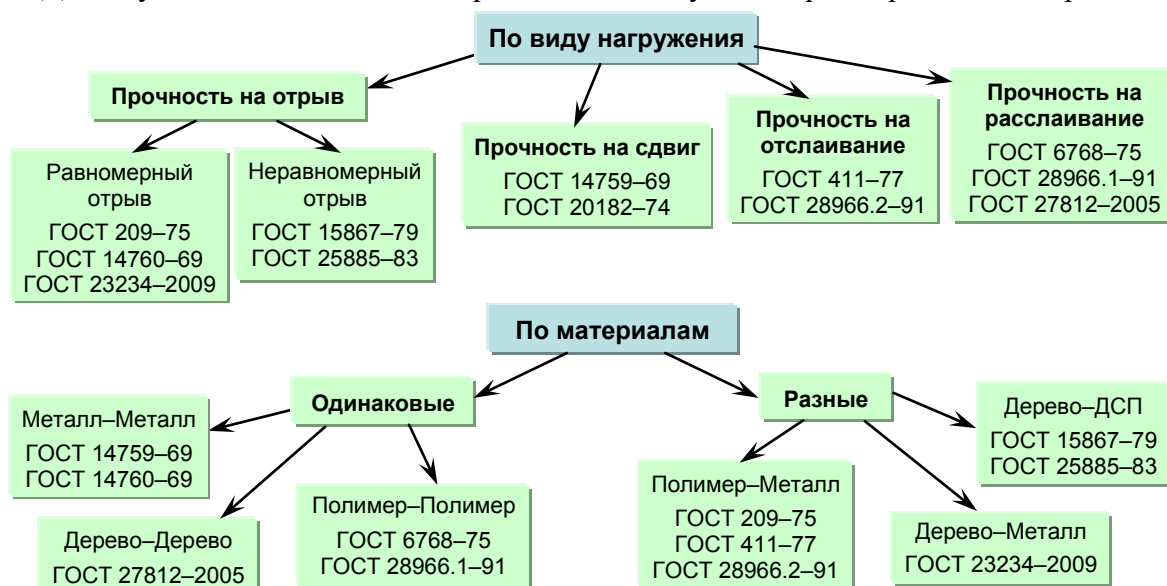 По виду нагружения
Прочность на отрыв
Равномерный
отрыв
ГОСТ 209–75
ГОСТ 14760–69
ГОСТ 23234–2009
Неравномерный
отрыв
ГОСТ 15867–79
ГОСТ 25885–83
Прочность на сдвиг
ГОСТ 14759–69
ГОСТ 20182–74
Прочность на
отслаивание
ГОСТ 411–77
ГОСТ 28966.2–91
Прочность на
расслаивание
ГОСТ 6768–75
ГОСТ 28966.1–91
ГОСТ 27812–2005
По материалам
Одинаковые
Металл–Металл
ГОСТ 14759–69
ГОСТ 14760–69
Дерево–Дерево
ГОСТ 27812–2005
Полимер–Полимер
ГОСТ 6768–75
ГОСТ 28966.1–91
Разные
Полимер–Металл
ГОСТ 209–75
ГОСТ 411–77
ГОСТ 28966.2–91
Дерево–Металл
ГОСТ 23234–2009
Дерево–ДСП
ГОСТ 15867–79
ГОСТ 25885–83